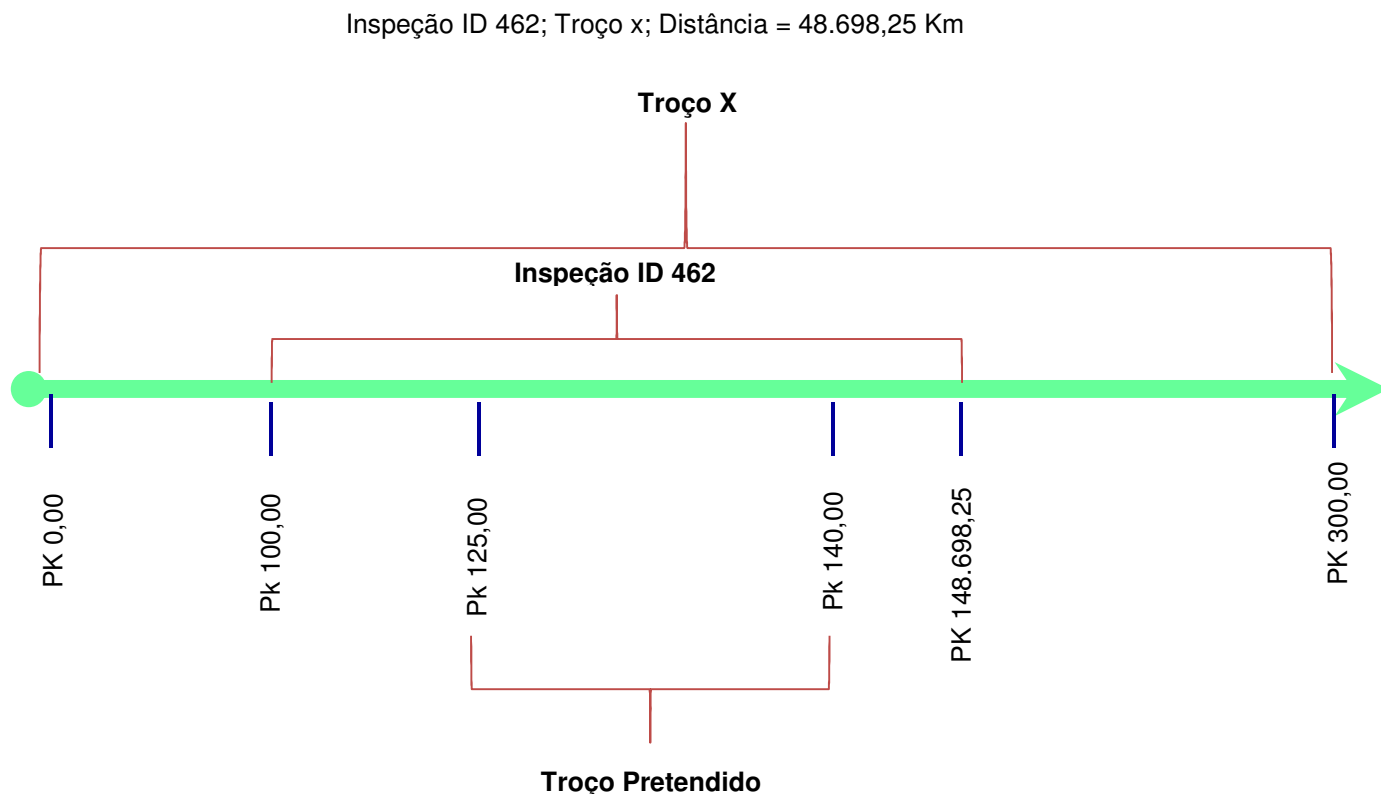 Inspeção ID 462; Troço x; Distância = 48.698,25 Km
Troço X
Inspeção ID 462
PK 0,00
Pk 100,00
Pk 125,00
Pk 140,00
PK 148.698,25
PK 300,00
Troço Pretendido